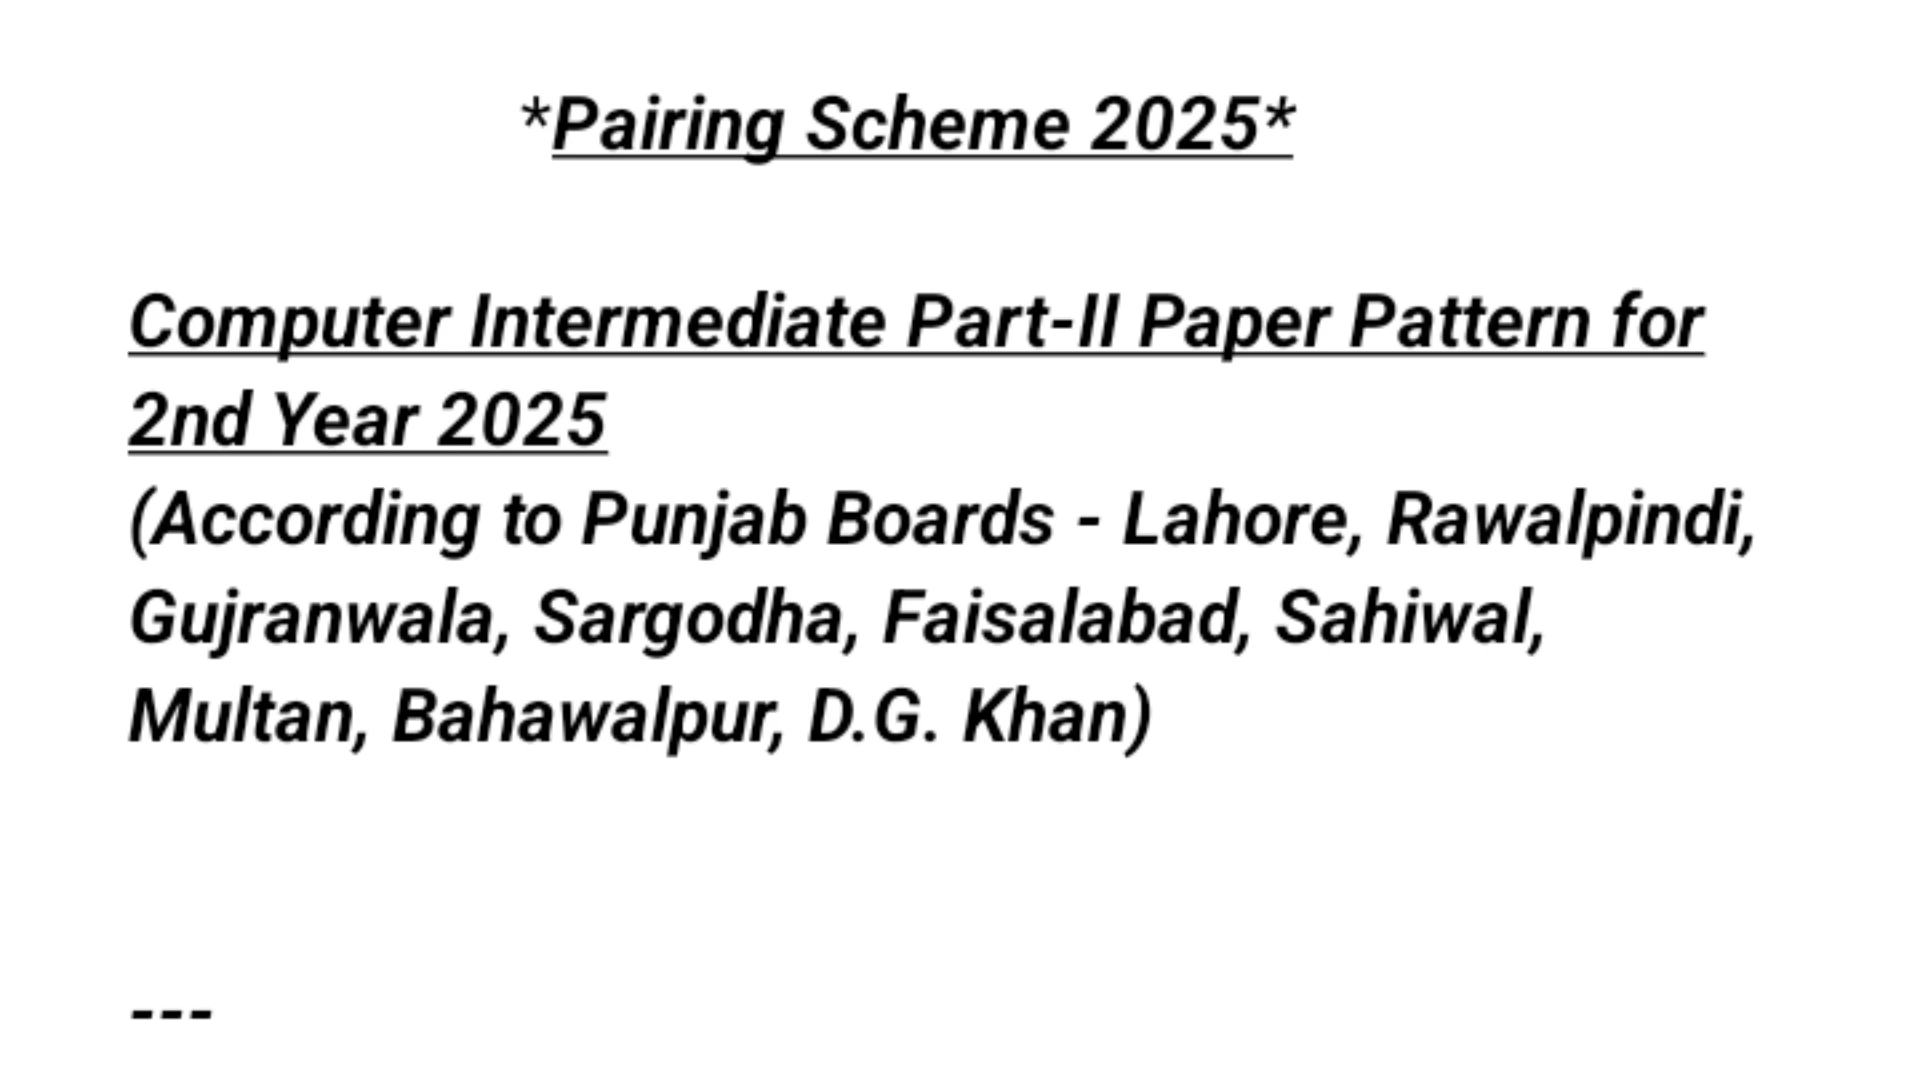 *Pairing Scheme 2025*
Computer Intermediate Part-II Paper Pattern for
2nd Year 2025
(According to Punjab Boards - Lahore, Rawalpindi,
Gujranwala, Sargodha, Faisalabad, Sahiwal,
Multan, Bahawalpur, D.G. Khan)
---